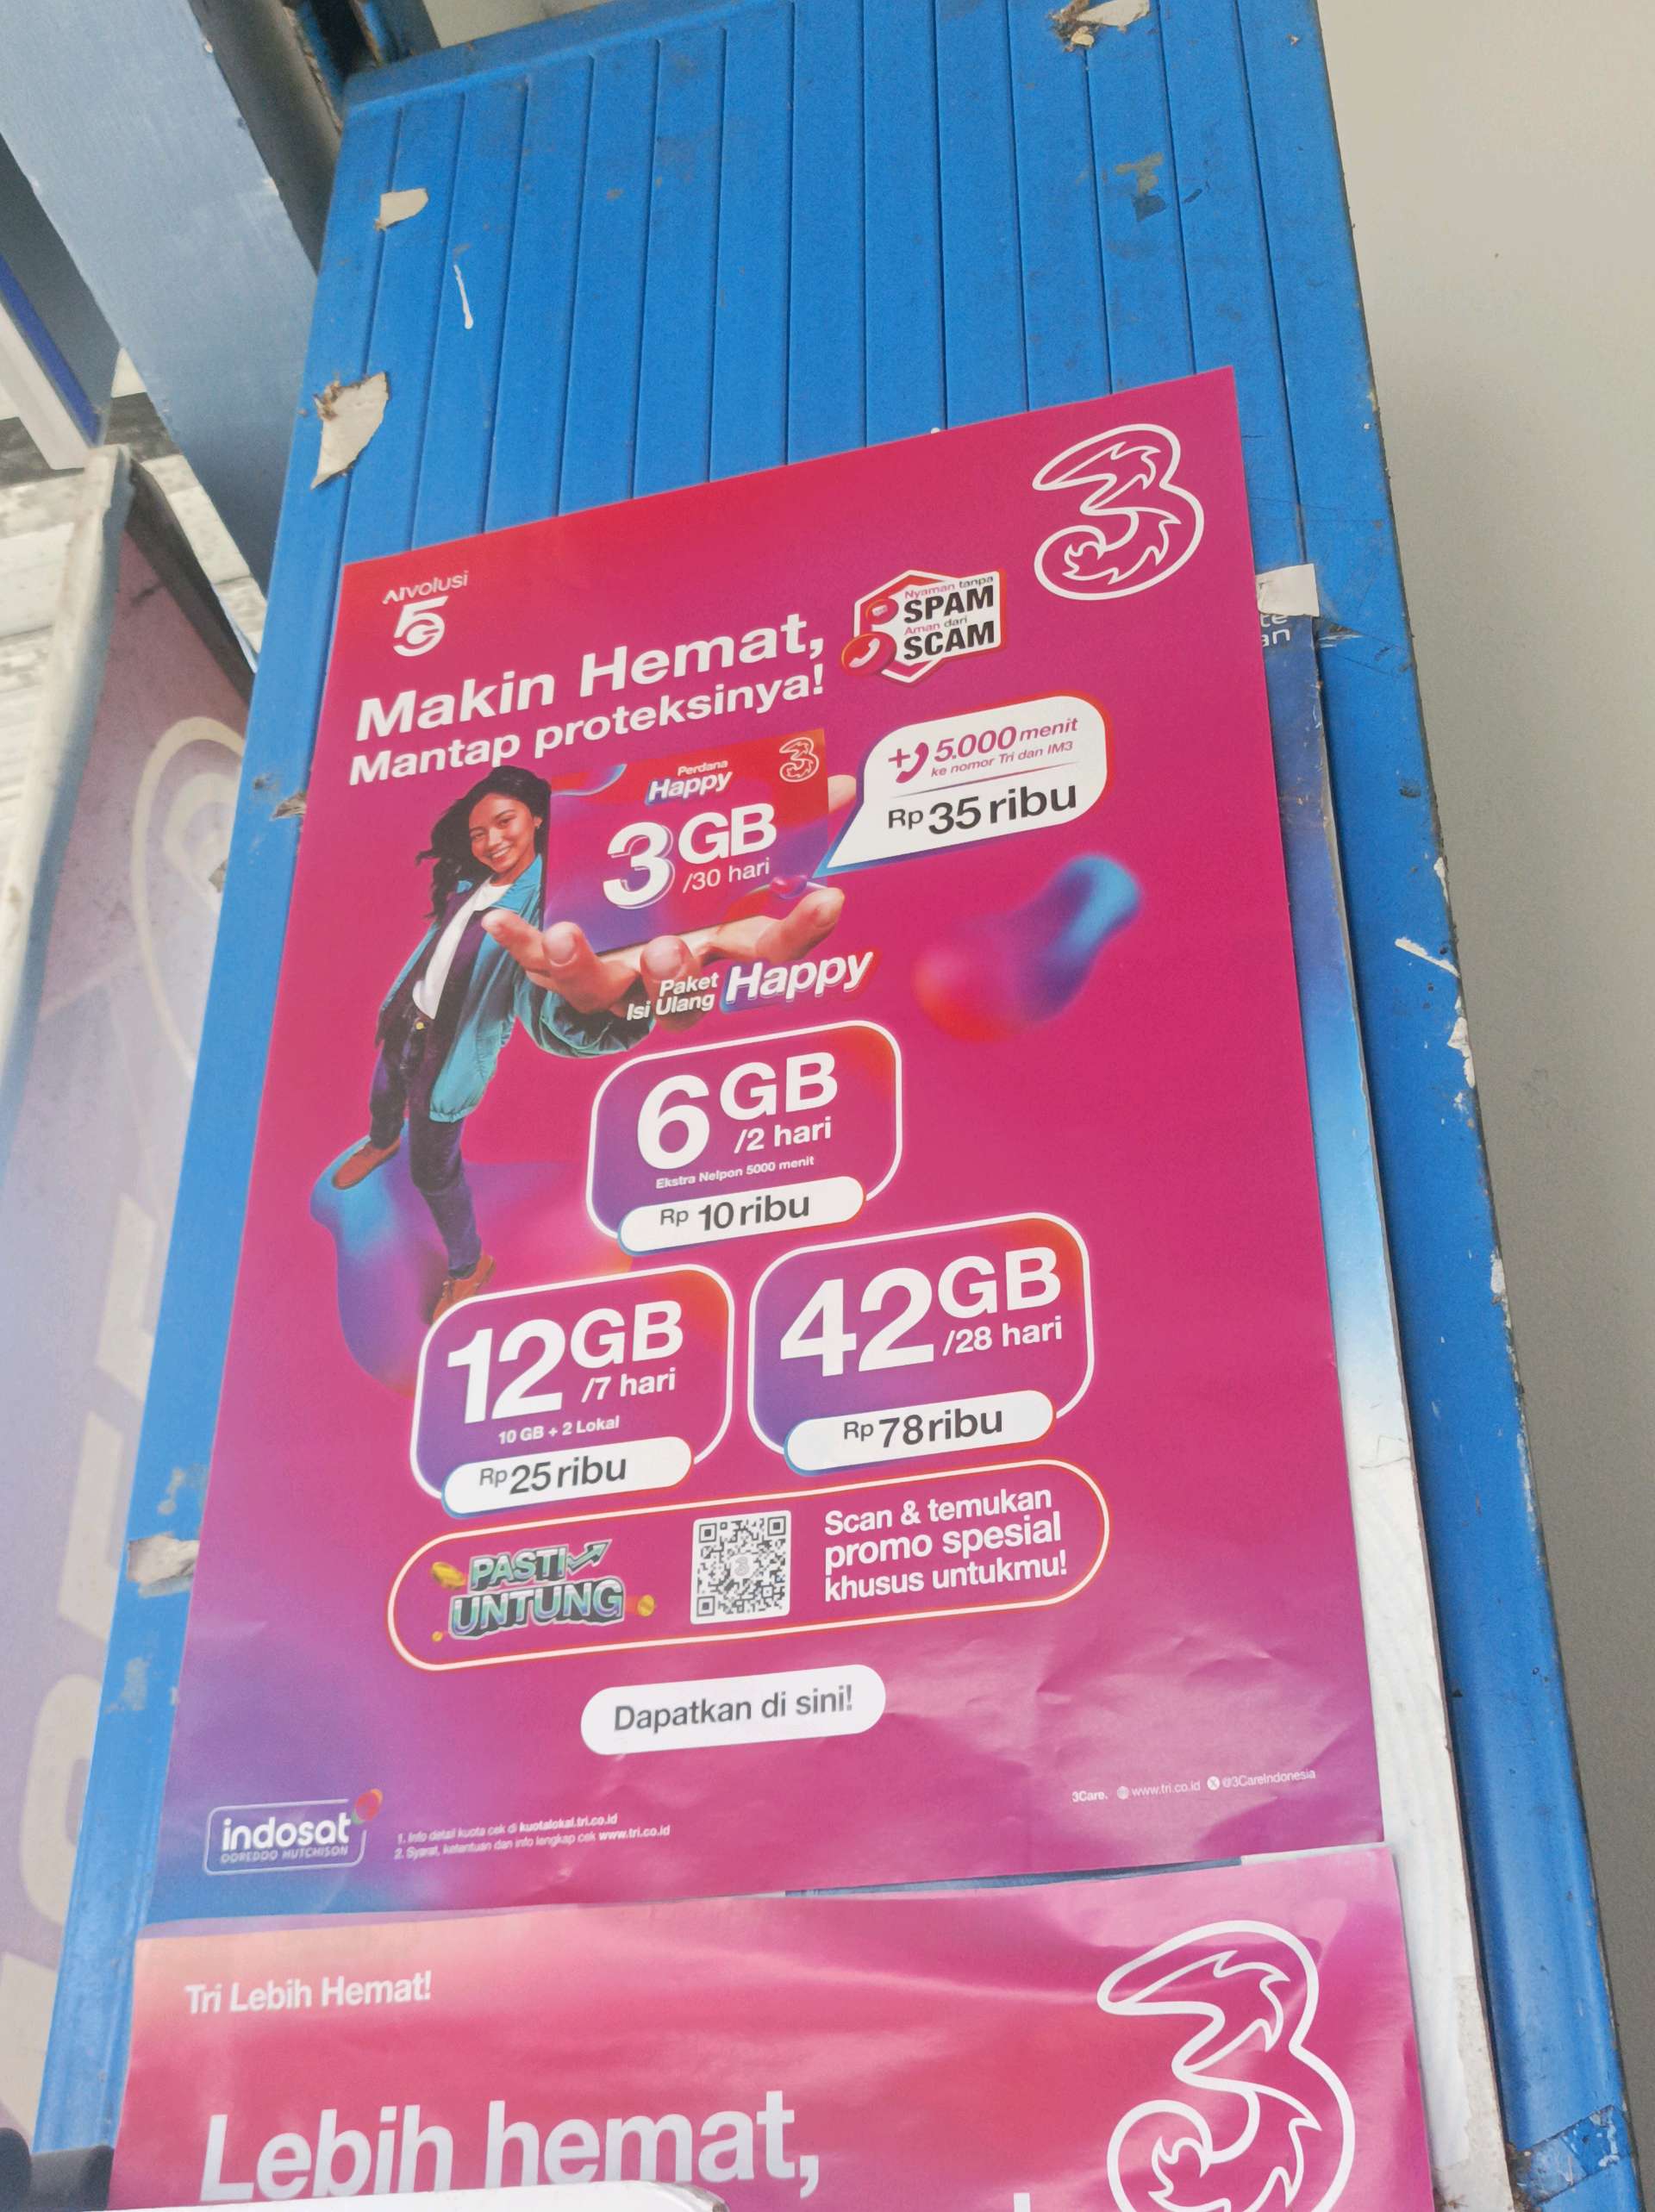 AIvolusi
5G
Makin Hemat,
Mantap proteksinya!
Nyaman tanpa
SPAM
Aman dari
SCAM
3
Perdana
Happy
3GB
/30 hari
+ 5.000 menit
ke nomor Tri dan IM3
Rp 35 ribu
Paket
Isi Ulang Happy
6GB
/2 hari
Ekstra Nelpon 5000 menit
Rp 10 ribu
12GB
/7 hari
10 GB + 2 Lokal
Rp 25 ribu
42GB
/28 hari
Rp 78 ribu
PASTI
UNTUNG
Scan & temukan
promo spesial
khusus untukmu!
Dapatkan di sini!
indosat
OOREDOO HUTCHISON
1. Info detail kuota cek di kuotalokal.tri.co.id
2. Syarat, ketentuan dan info lengkap cek www.tri.co.id
3Care. www.tri.co.id @3CareIndonesia
Tri Lebih Hemat!
3
Lebih hemat,